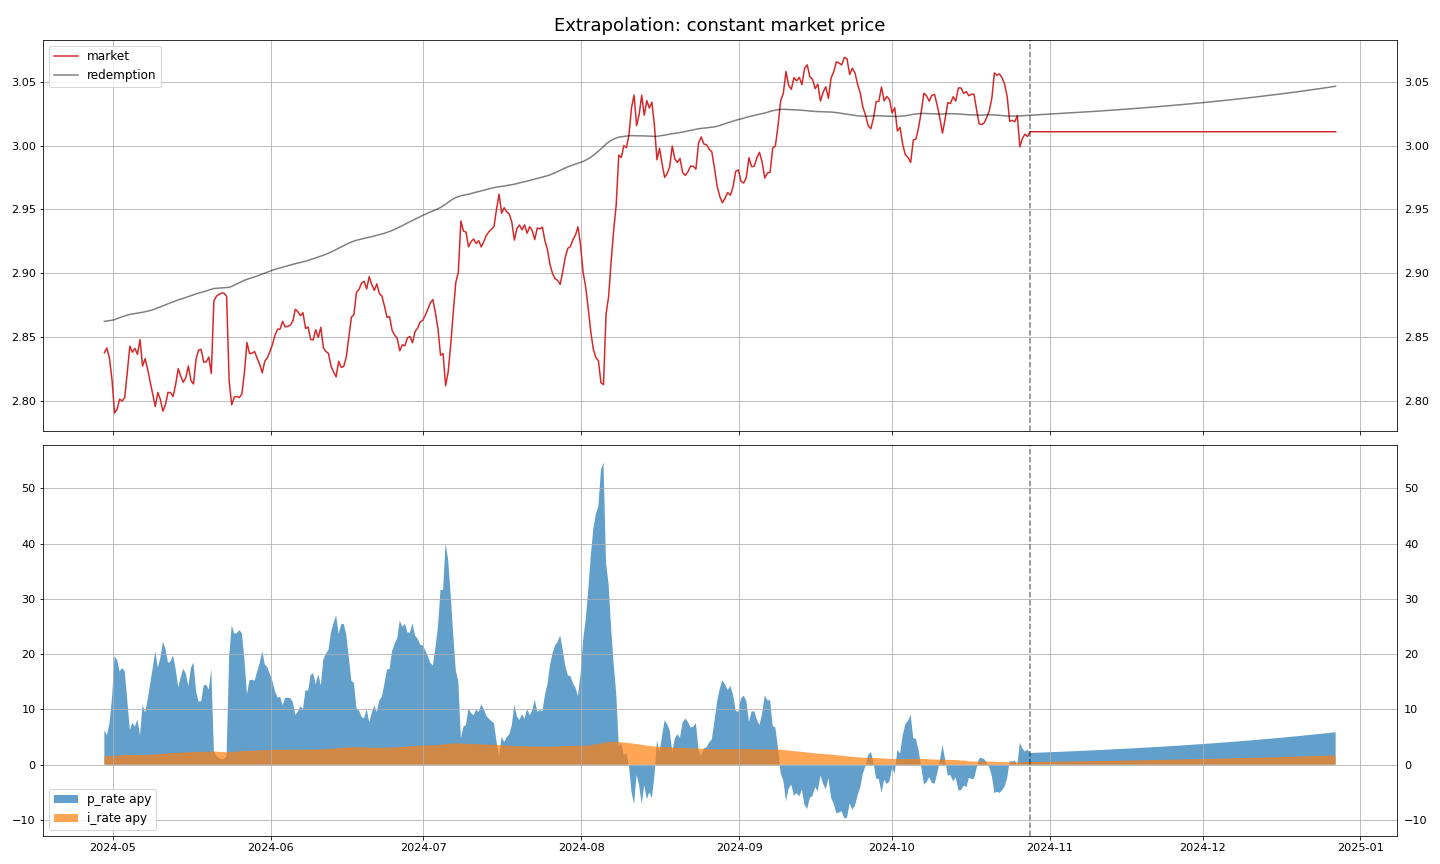 Extrapolation: constant market price
market
redemption
3.05 3.05
3.00 3.00
2.95 2.95
2.90 2.90
2.85 2.85
2.80 2.80
50 50
40 40
30 30
20 20
10 10
0 0
−10 −10
p_rate apy
i_rate apy
2024-05 2024-06 2024-07 2024-08 2024-09 2024-10 2024-11 2024-12 2025-01